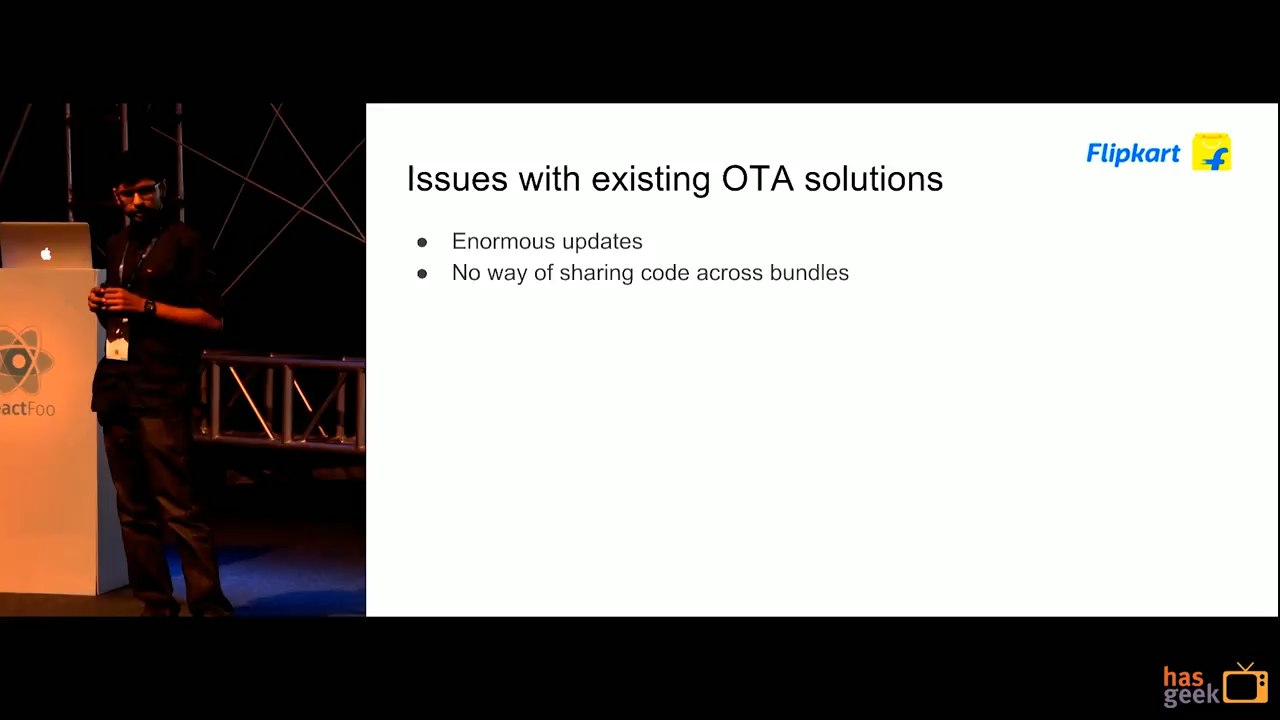 Flipkart
Issues with existing OTA solutions
● Enormous updates
● No way of sharing code across bundles
actFoo
has
geek